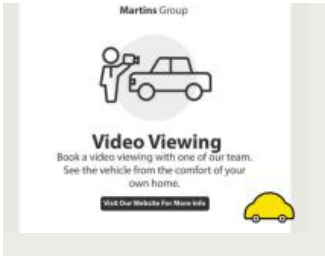 Martins Group
Video Viewing
Book a video viewing with one of our team.
See the vehicle from the comfort of your
own home.
Visit Our Website For More Info